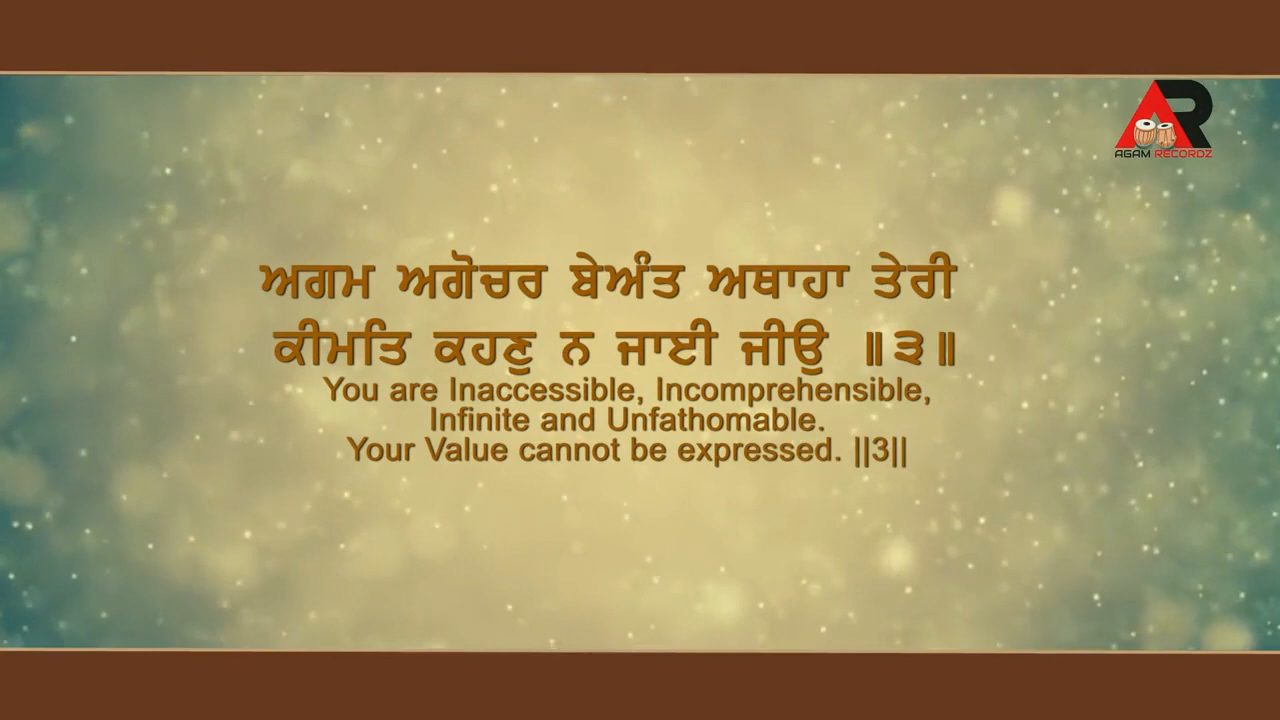 AGAM RECORDZ
ਅਗਮ ਅਗੋਚਰ ਬੇਅੰਤ ਅਥਾਹਾ ਤੇਰੀ
ਕੀਮਤਿ ਕਹਣੁ ਨ ਜਾਈ ਜੀਉ ॥੩॥
You are Inaccessible, Incomprehensible,
Infinite and Unfathomable.
Your Value cannot be expressed. ||3||